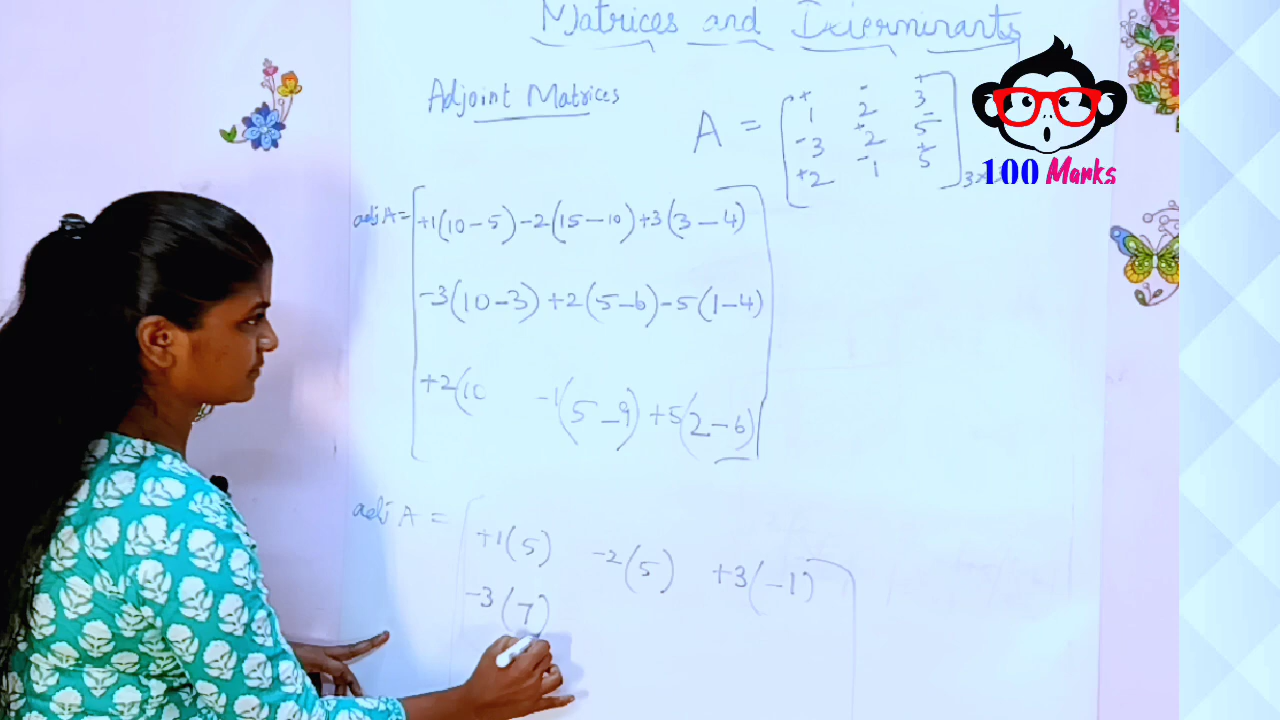 Matrices and Determinants
Adjoint Matrices
A = [ + 1 - 2 + 3
- 3 + 2 - 5
+ 2 - 1 + 5 ] 3×3
adj A = [ +1(10-5) -2(15-10) +3(3-4)
-3(10-3) +2(5-6) -5(1-4)
+2(10 -1(5-9) +5(2-6) ]
adj A = [ +1(5) -2(5) +3(-1)
-3(7)
100 Marks